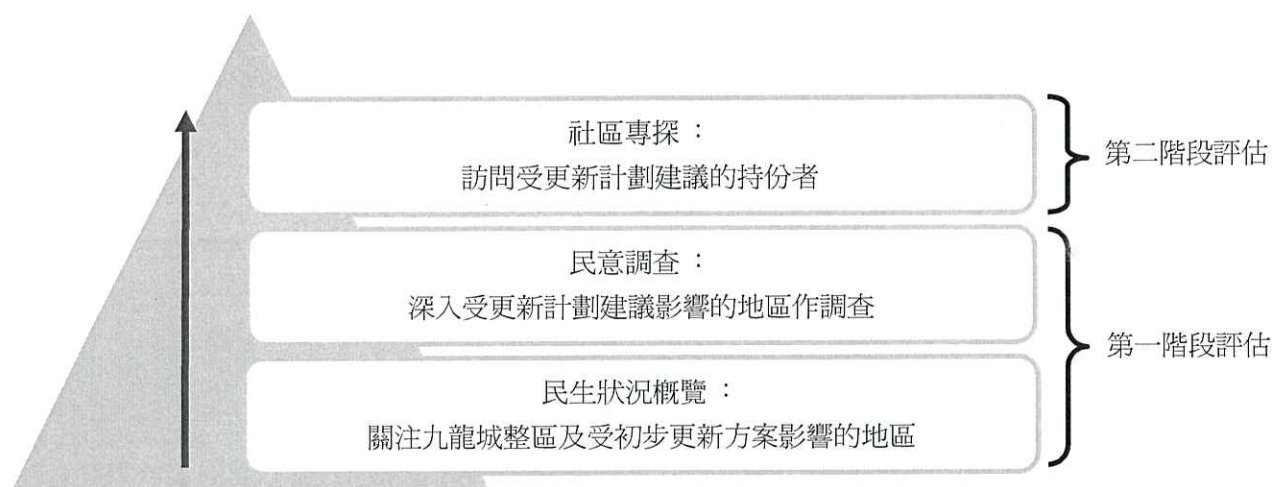 社區專探：
訪問受更新計劃建議的持份者
第二階段評估
民意調查：
深入受更新計劃建議影響的地區作調查
第一階段評估
民生狀況概覽：
關注九龍城整區及受初步更新方案影響的地區